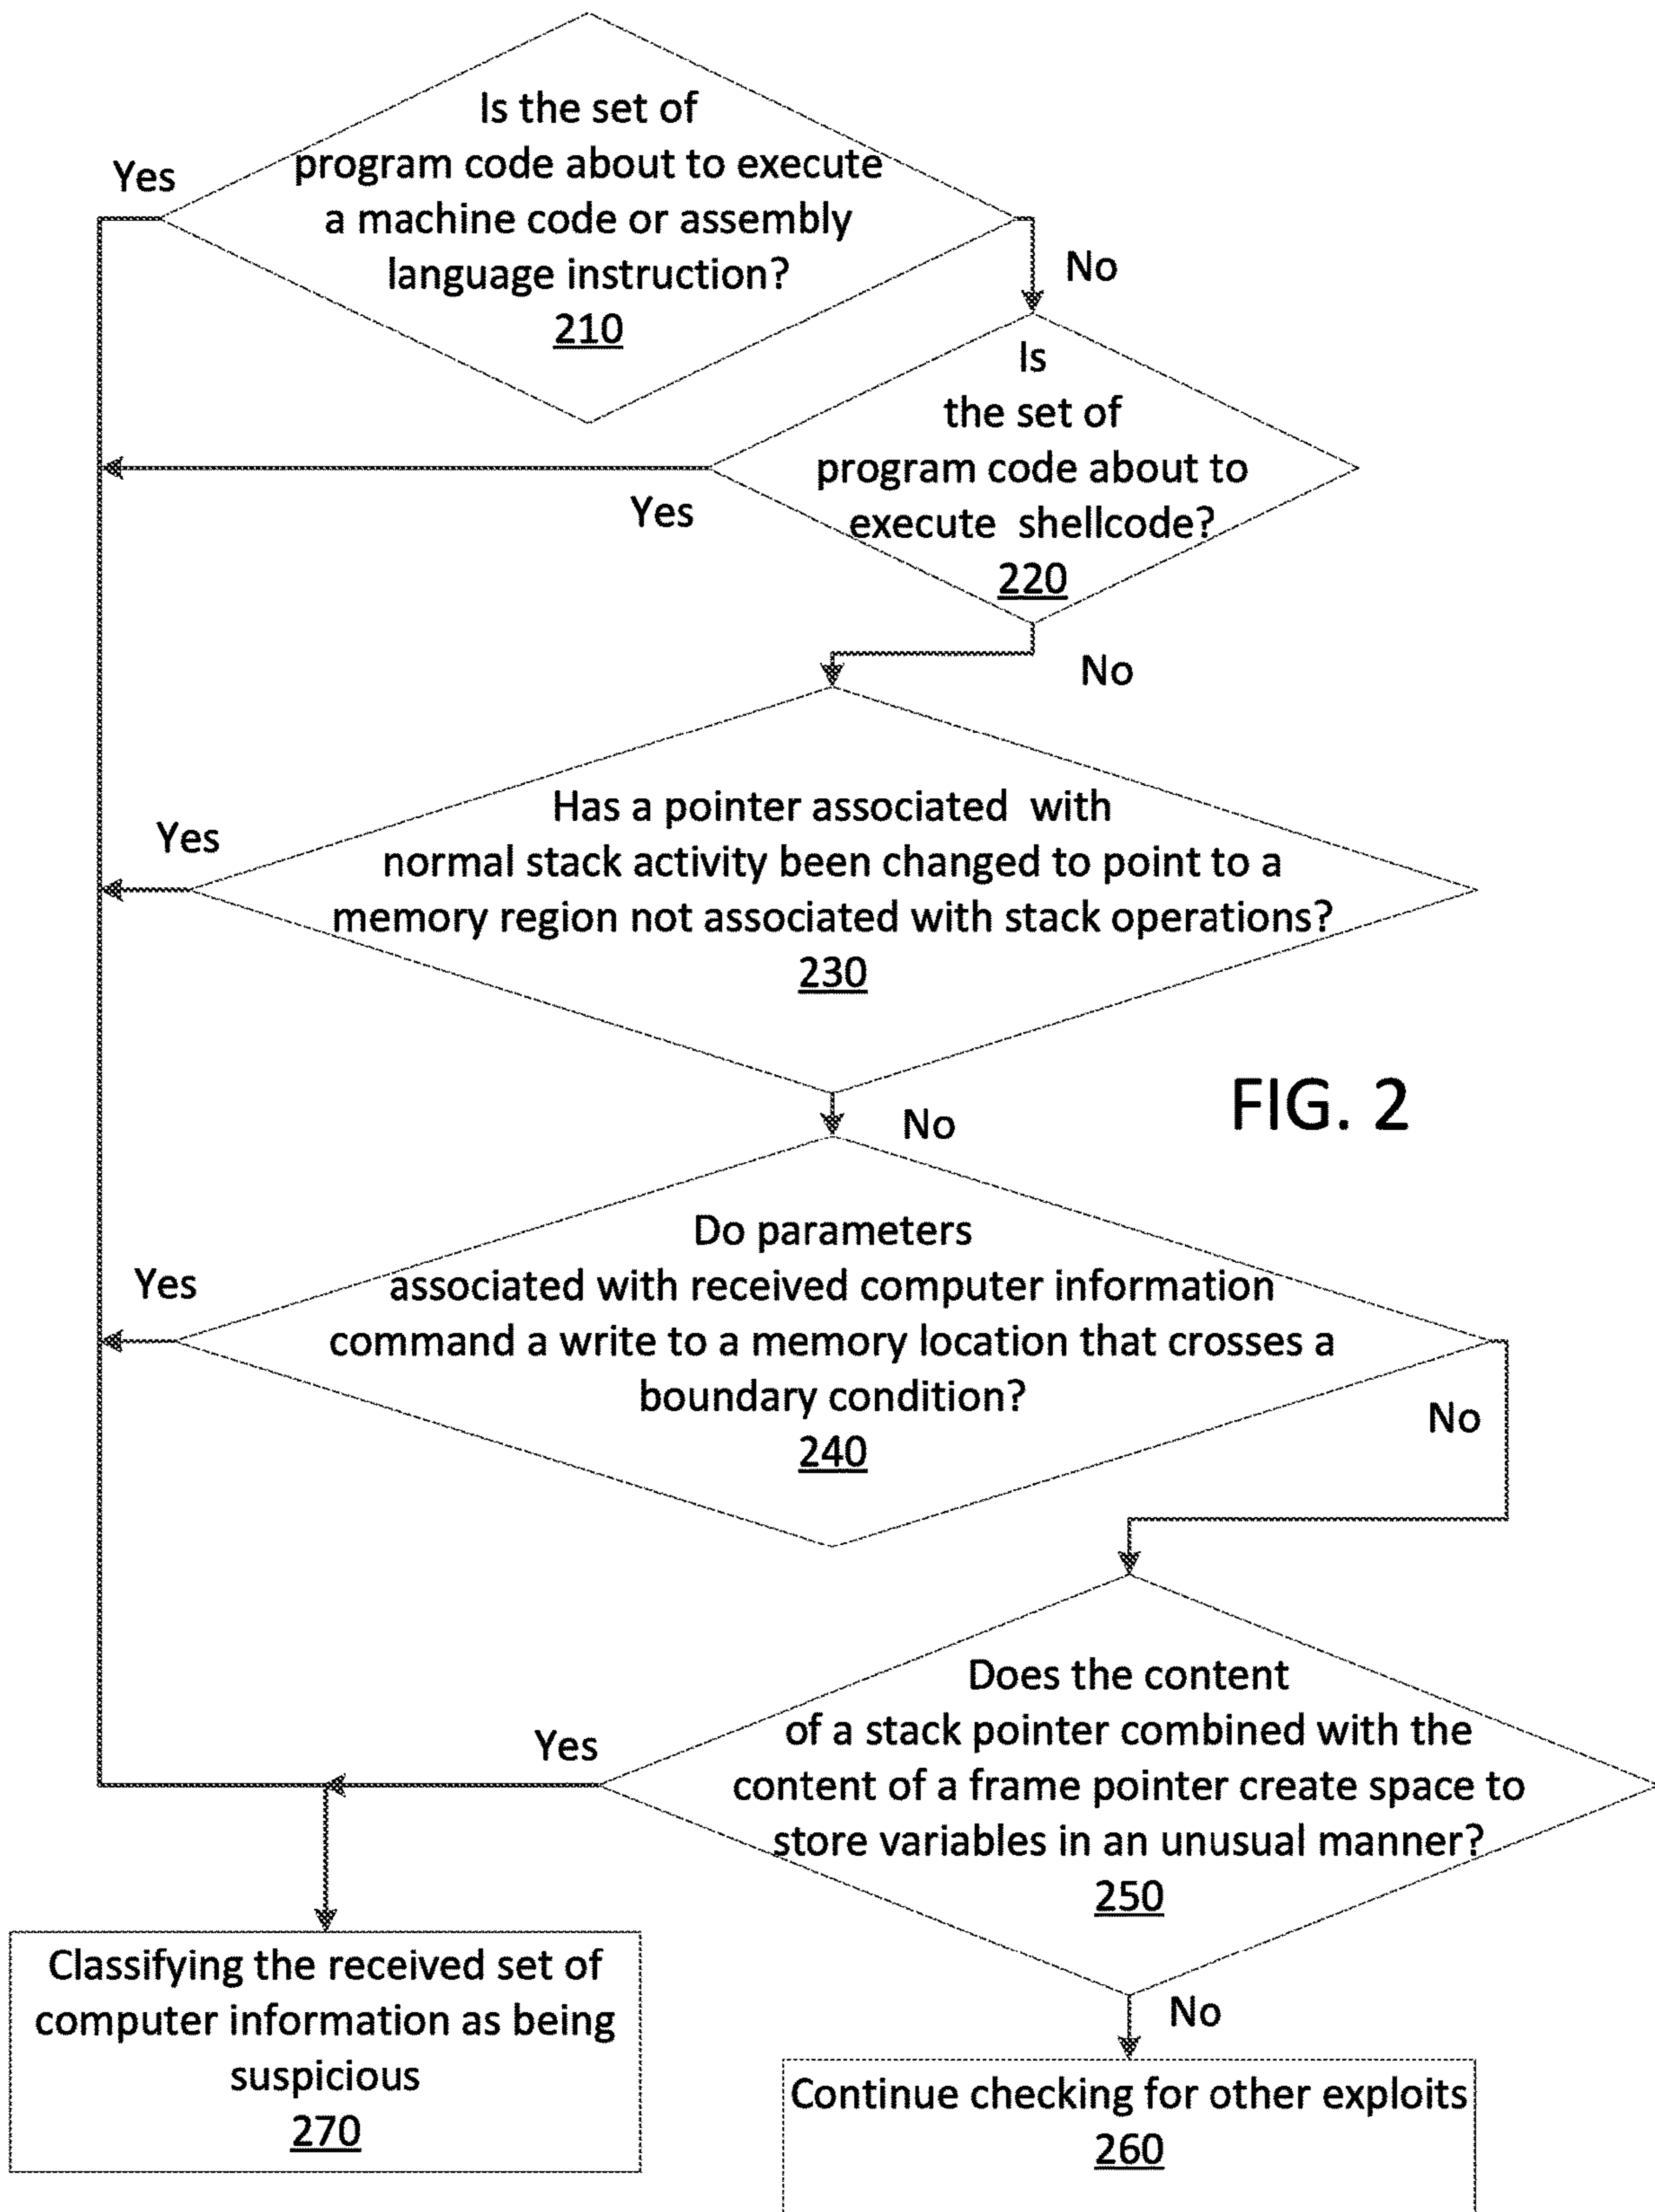 Is the set of
program code about to execute
a machine code or assembly
language instruction?
210
Yes
No
Is
the set of
program code about to
execute shellcode?
220
Yes
No
Has a pointer associated with
normal stack activity been changed to point to a
memory region not associated with stack operations?
230
Yes
No
FIG. 2
Do parameters
associated with received computer information
command a write to a memory location that crosses a
boundary condition?
240
Yes
No
Does the content
of a stack pointer combined with the
content of a frame pointer create space to
store variables in an unusual manner?
250
Yes
No
Classifying the received set of
computer information as being
suspicious
270
Continue checking for other exploits
260